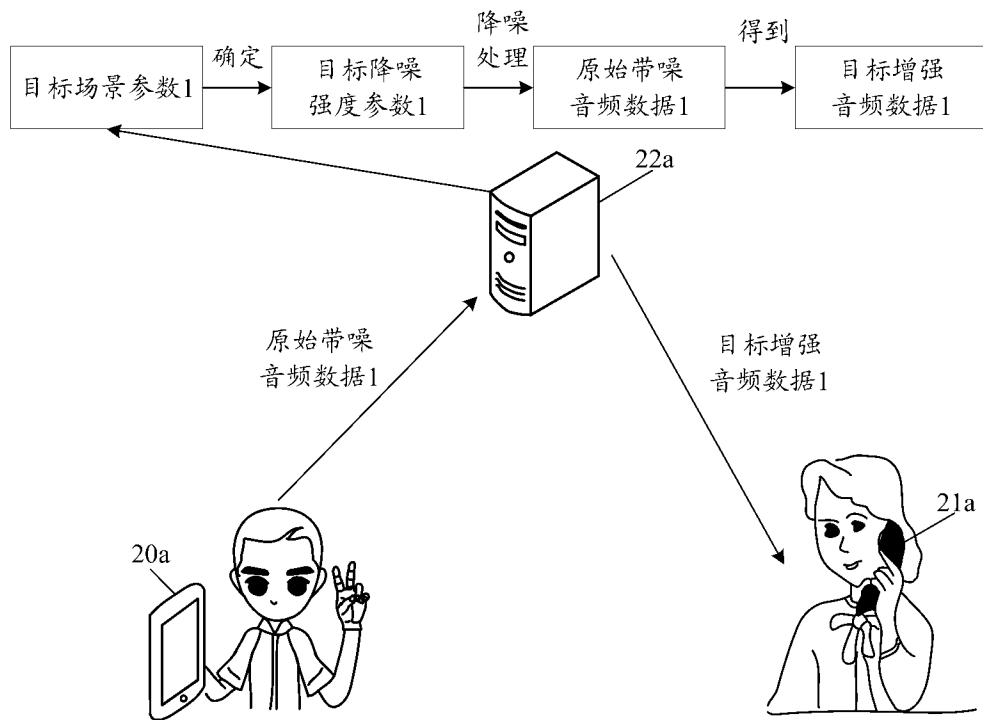 目标场景参数1
确定
目标降噪
强度参数1
降噪
处理
原始带噪
音频数据1
得到
目标增强
音频数据1
22a
原始带噪
音频数据1
目标增强
音频数据1
20a
21a